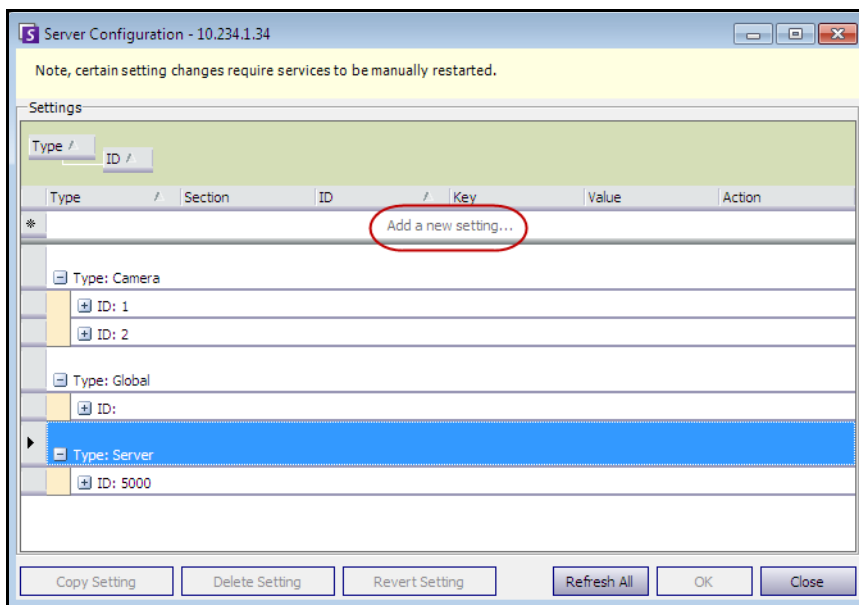 Server Configuration - 10.234.1.34
Note, certain setting changes require services to be manually restarted.
Settings
Type
ID
Type Section ID Key Value Action
Add a new setting...
Type: Camera
ID: 1
ID: 2
Type: Global
ID:
Type: Server
ID: 5000
Copy Setting Delete Setting Revert Setting Refresh All OK Close